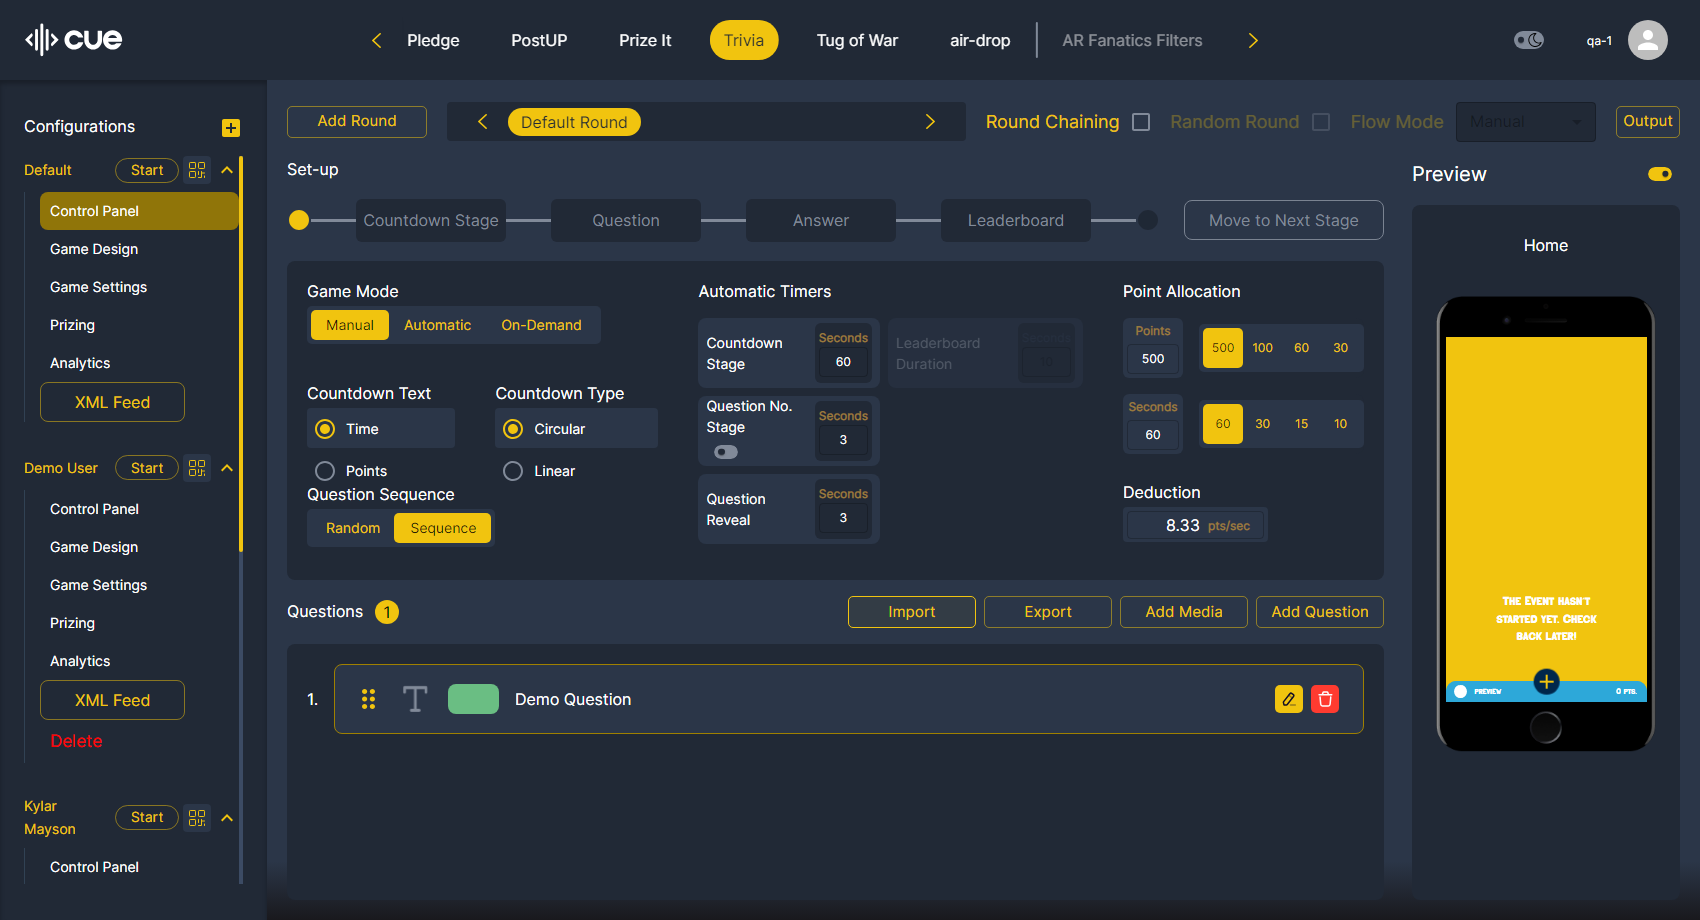 cue
Pledge
PostUP
Prize It
Trivia
Tug of War
air-drop
AR Fanatics Filters
qa-1
Configurations
Default
Start
Control Panel
Game Design
Game Settings
Prizing
Analytics
XML Feed
Demo User
Start
Control Panel
Game Design
Game Settings
Prizing
Analytics
XML Feed
Delete
Kylar
Mayson
Start
Control Panel
Add Round
Default Round
Round Chaining
Random Round
Flow Mode
Manual
Output
Set-up
Countdown Stage
Question
Answer
Leaderboard
Move to Next Stage
Game Mode
Manual
Automatic
On-Demand
Countdown Text
Time
Points
Countdown Type
Circular
Linear
Question Sequence
Random
Sequence
Automatic Timers
Countdown
Stage
Seconds
60
Leaderboard
Duration
Seconds
10
Question No.
Stage
Seconds
3
Question
Reveal
Seconds
3
Point Allocation
Points
500
500
100
60
30
Seconds
60
60
30
15
10
Deduction
8.33 pts/sec
Questions 1
Import
Export
Add Media
Add Question
1.
T
Demo Question
Preview
Home
The Event hasn't
started yet. Check
back later!
PREVIEW
0 PTS.